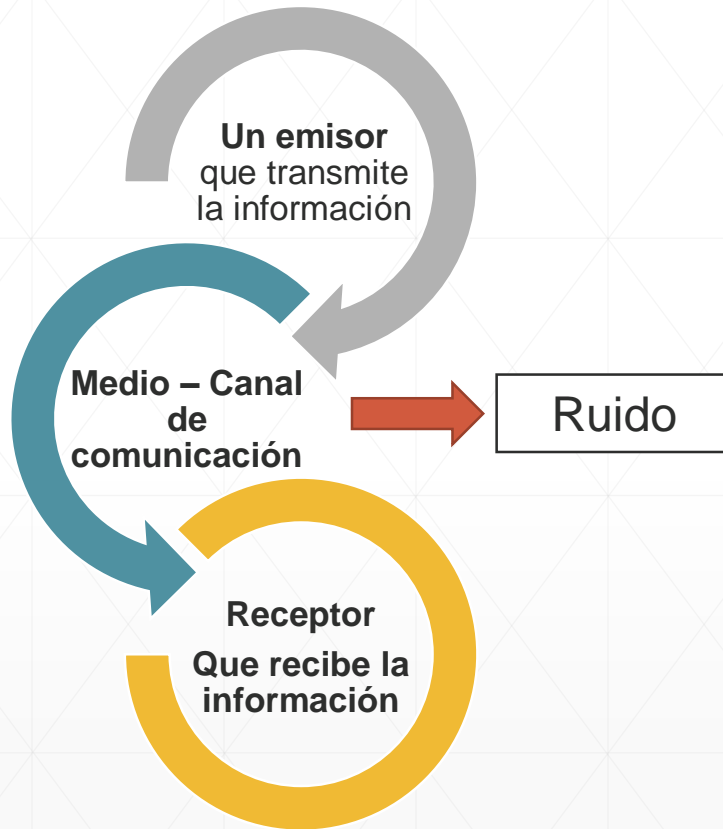 Un emisor
que transmite
la información
Medio – Canal
de
comunicación
Ruido
Receptor
Que recibe la
información